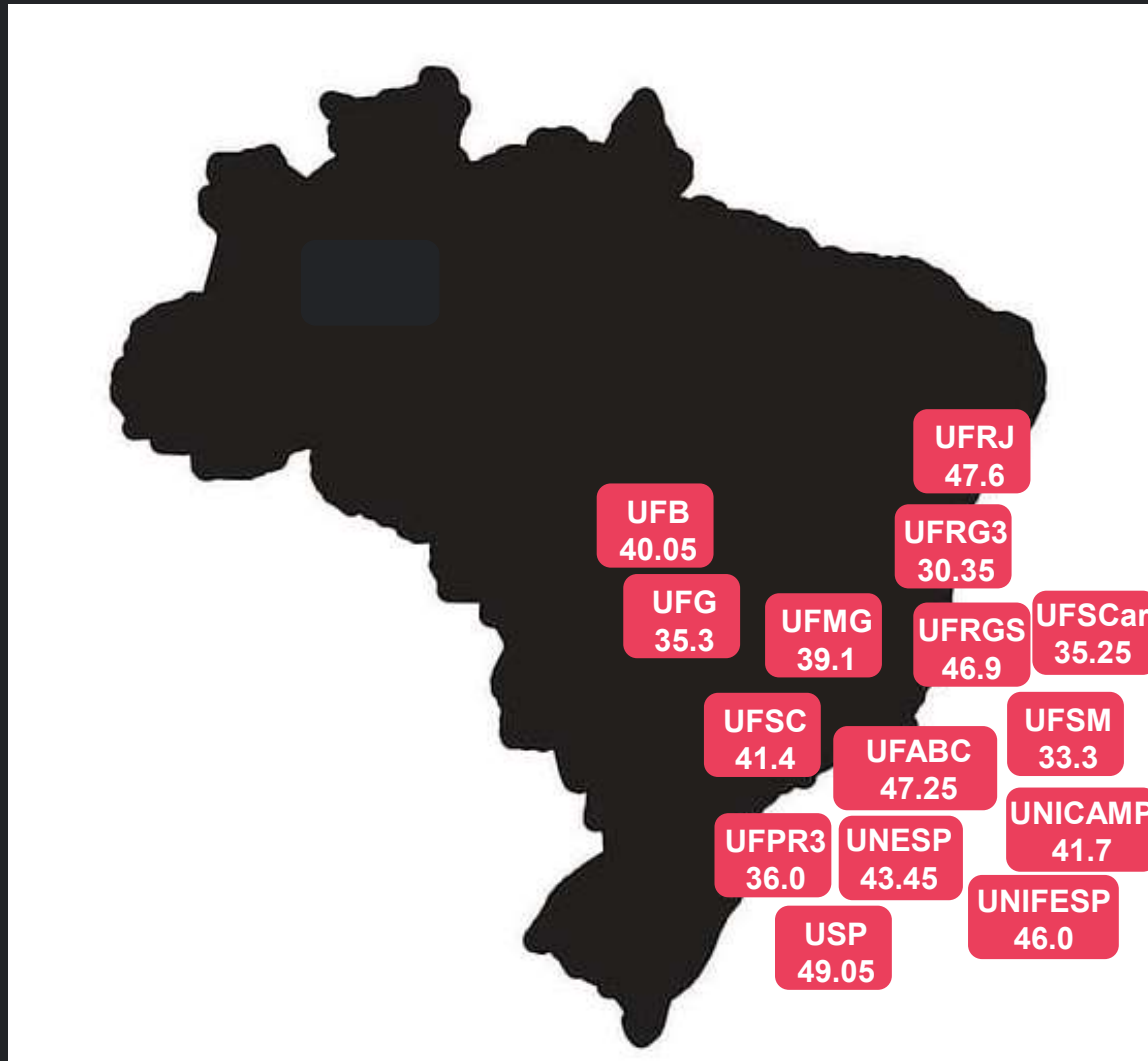 UFRJ
47.6
UFB
40.05
UFRG3
30.35
UFG
35.3
UFMG
39.1
UFRGS
46.9
UFSCar
35.25
UFSC
41.4
UFABC
47.25
UFSM
33.3
UNICAMP
41.7
UFPR3
36.0
UNESP
43.45
UNIFESP
46.0
USP
49.05